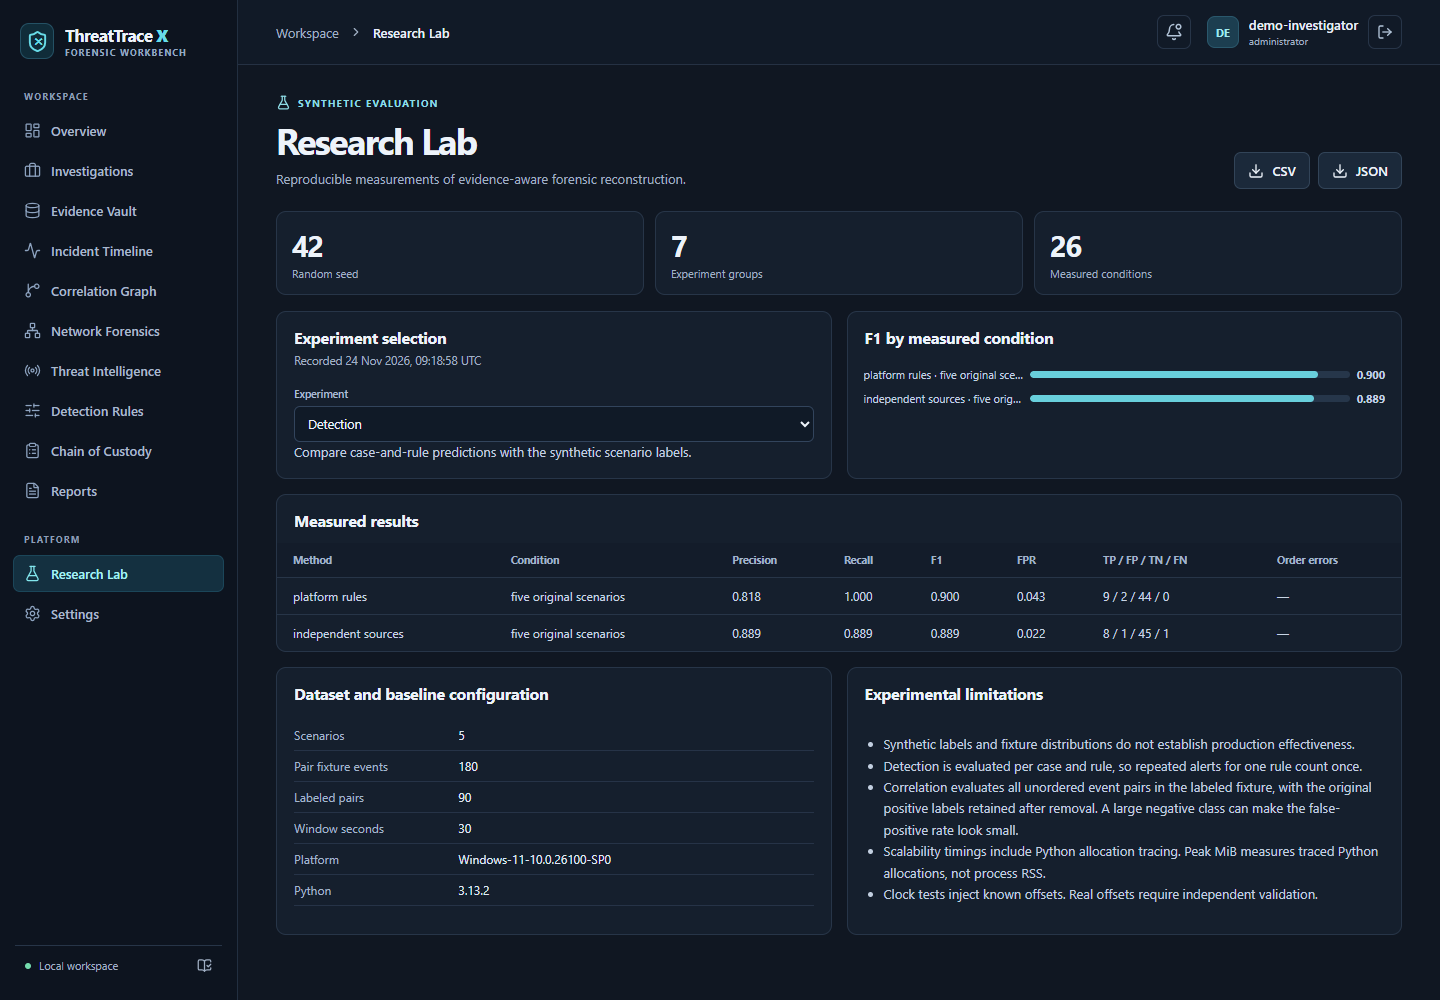 ThreatTrace X
FORENSIC WORKBENCH
WORKSPACE
Overview
Investigations
Evidence Vault
Incident Timeline
Correlation Graph
Network Forensics
Threat Intelligence
Detection Rules
Chain of Custody
Reports
PLATFORM
Research Lab
Settings
Local workspace
Workspace > Research Lab
DE
demo-investigator
administrator
SYNTHETIC EVALUATION
Research Lab
Reproducible measurements of evidence-aware forensic reconstruction.
CSV
JSON
42
Random seed
7
Experiment groups
26
Measured conditions
Experiment selection
Recorded 24 Nov 2026, 09:18:58 UTC
Experiment
Detection
Compare case-and-rule predictions with the synthetic scenario labels.
F1 by measured condition
platform rules · five original sce... 0.900
independent sources · five orig... 0.889
Measured results
Method Condition Precision Recall F1 FPR TP / FP / TN / FN Order errors
platform rules five original scenarios 0.818 1.000 0.900 0.043 9 / 2 / 44 / 0 —
independent sources five original scenarios 0.889 0.889 0.889 0.022 8 / 1 / 45 / 1 —
Dataset and baseline configuration
Scenarios 5
Pair fixture events 180
Labeled pairs 90
Window seconds 30
Platform Windows-11-10.0.26100-SP0
Python 3.13.2
Experimental limitations
• Synthetic labels and fixture distributions do not establish production effectiveness.
• Detection is evaluated per case and rule, so repeated alerts for one rule count once.
• Correlation evaluates all unordered event pairs in the labeled fixture, with the original
positive labels retained after removal. A large negative class can make the false-
positive rate look small.
• Scalability timings include Python allocation tracing. Peak MiB measures traced Python
allocations, not process RSS.
• Clock tests inject known offsets. Real offsets require independent validation.